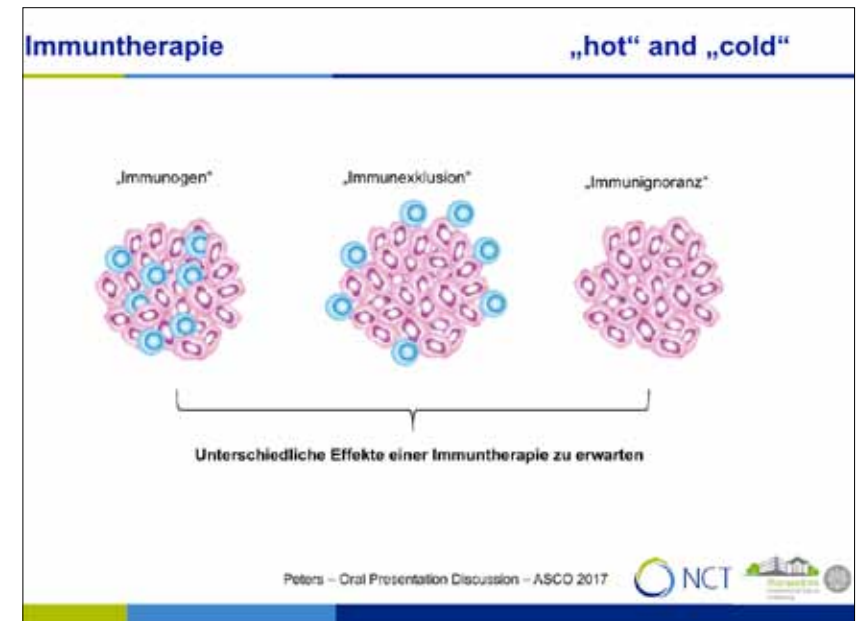 Immuntherapie „hot“ and „cold“
„Immunogen“ „Immunexklusion“ „Immunignoranz“
Unterschiedliche Effekte einer Immuntherapie zu erwarten
Peters – Oral Presentation Discussion – ASCO 2017
NCT